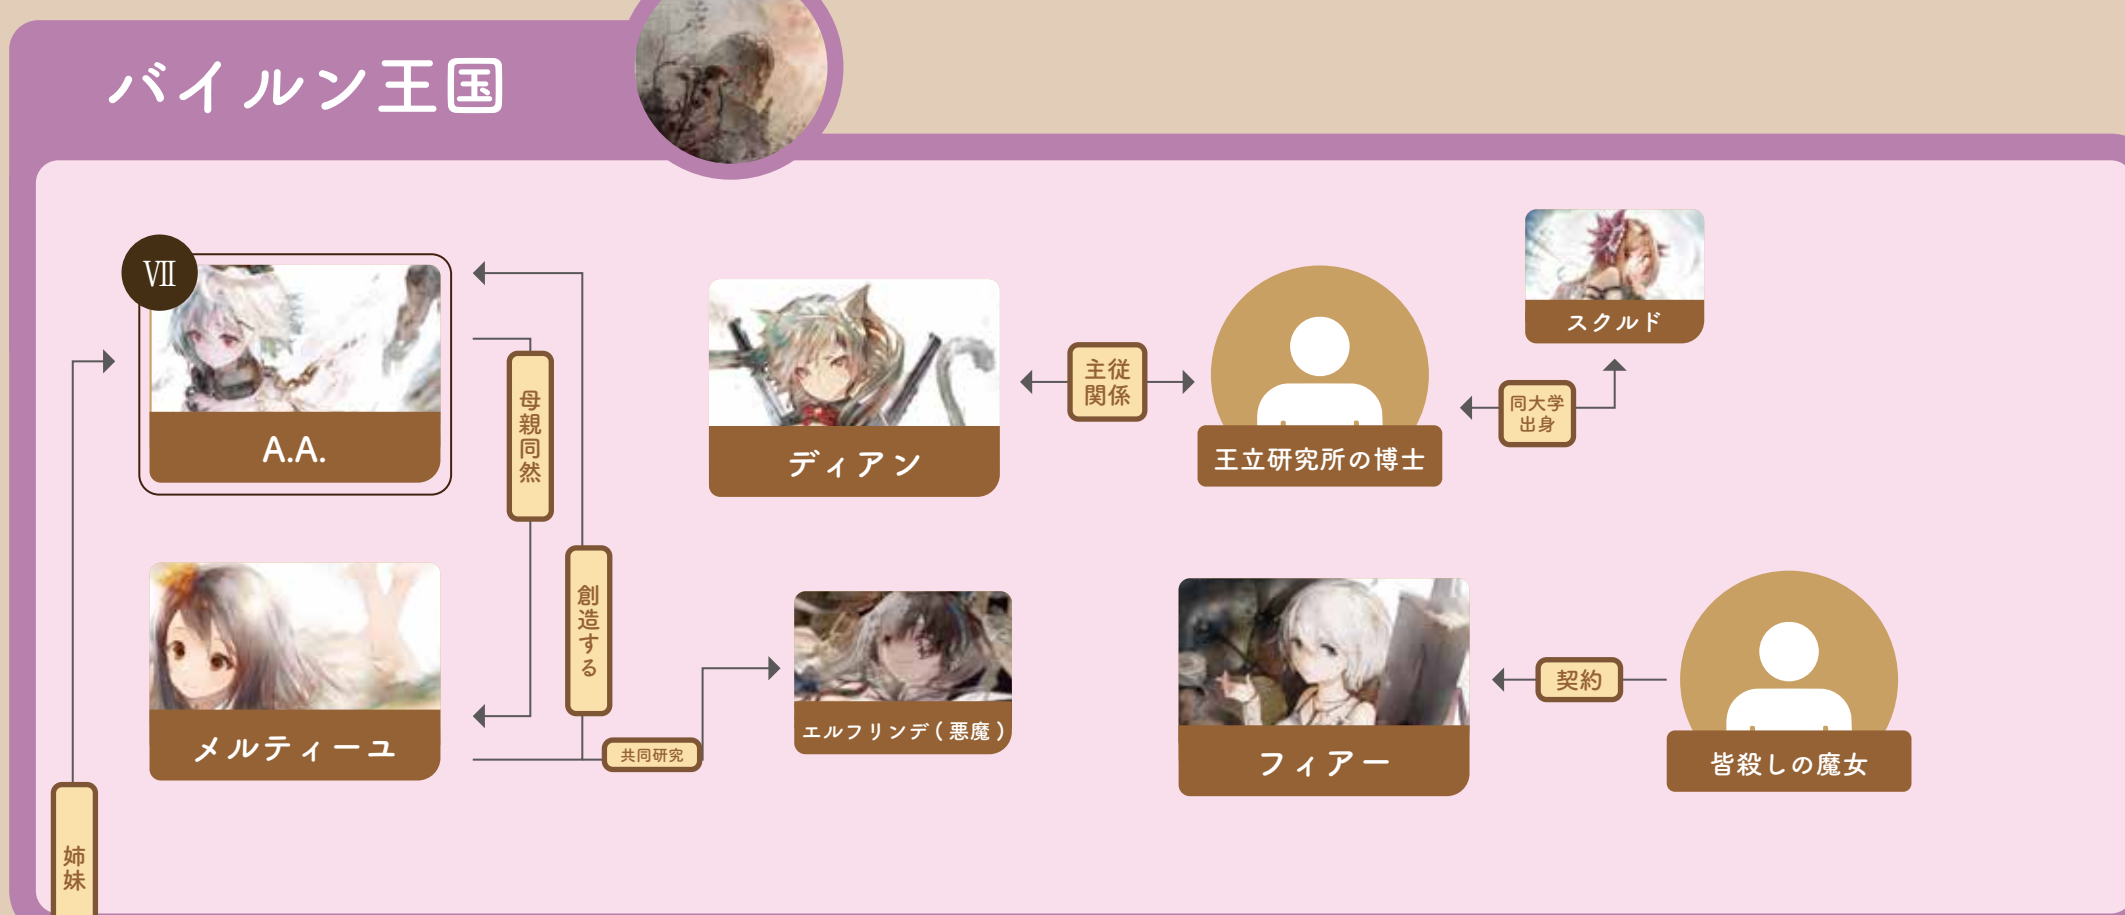 バイルン王国
VII
A.A.
母親同然
創造する
ディアン
主従
関係
王立研究所の博士
同大学
出身
スクルド
メルティーユ
共同研究
エルフリンデ(悪魔)
フィアー
契約
皆殺しの魔女
姉妹